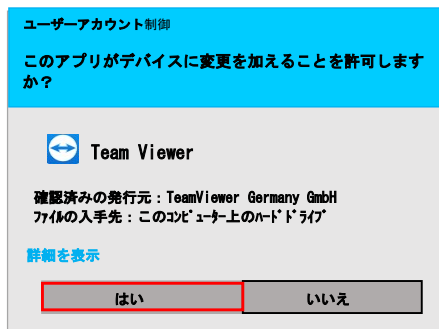 ユーザーアカウント制御
このアプリがデバイスに変更を加えることを許可します
か？
Team Viewer
確認済みの発行元：TeamViewer Germany GmbH
ﾌｧｲﾙの入手先：このｺﾝﾋﾟｭｰﾀｰ上のﾊｰﾄﾞﾄﾞﾗｲﾌﾞ
詳細を表示
はい
いいえ